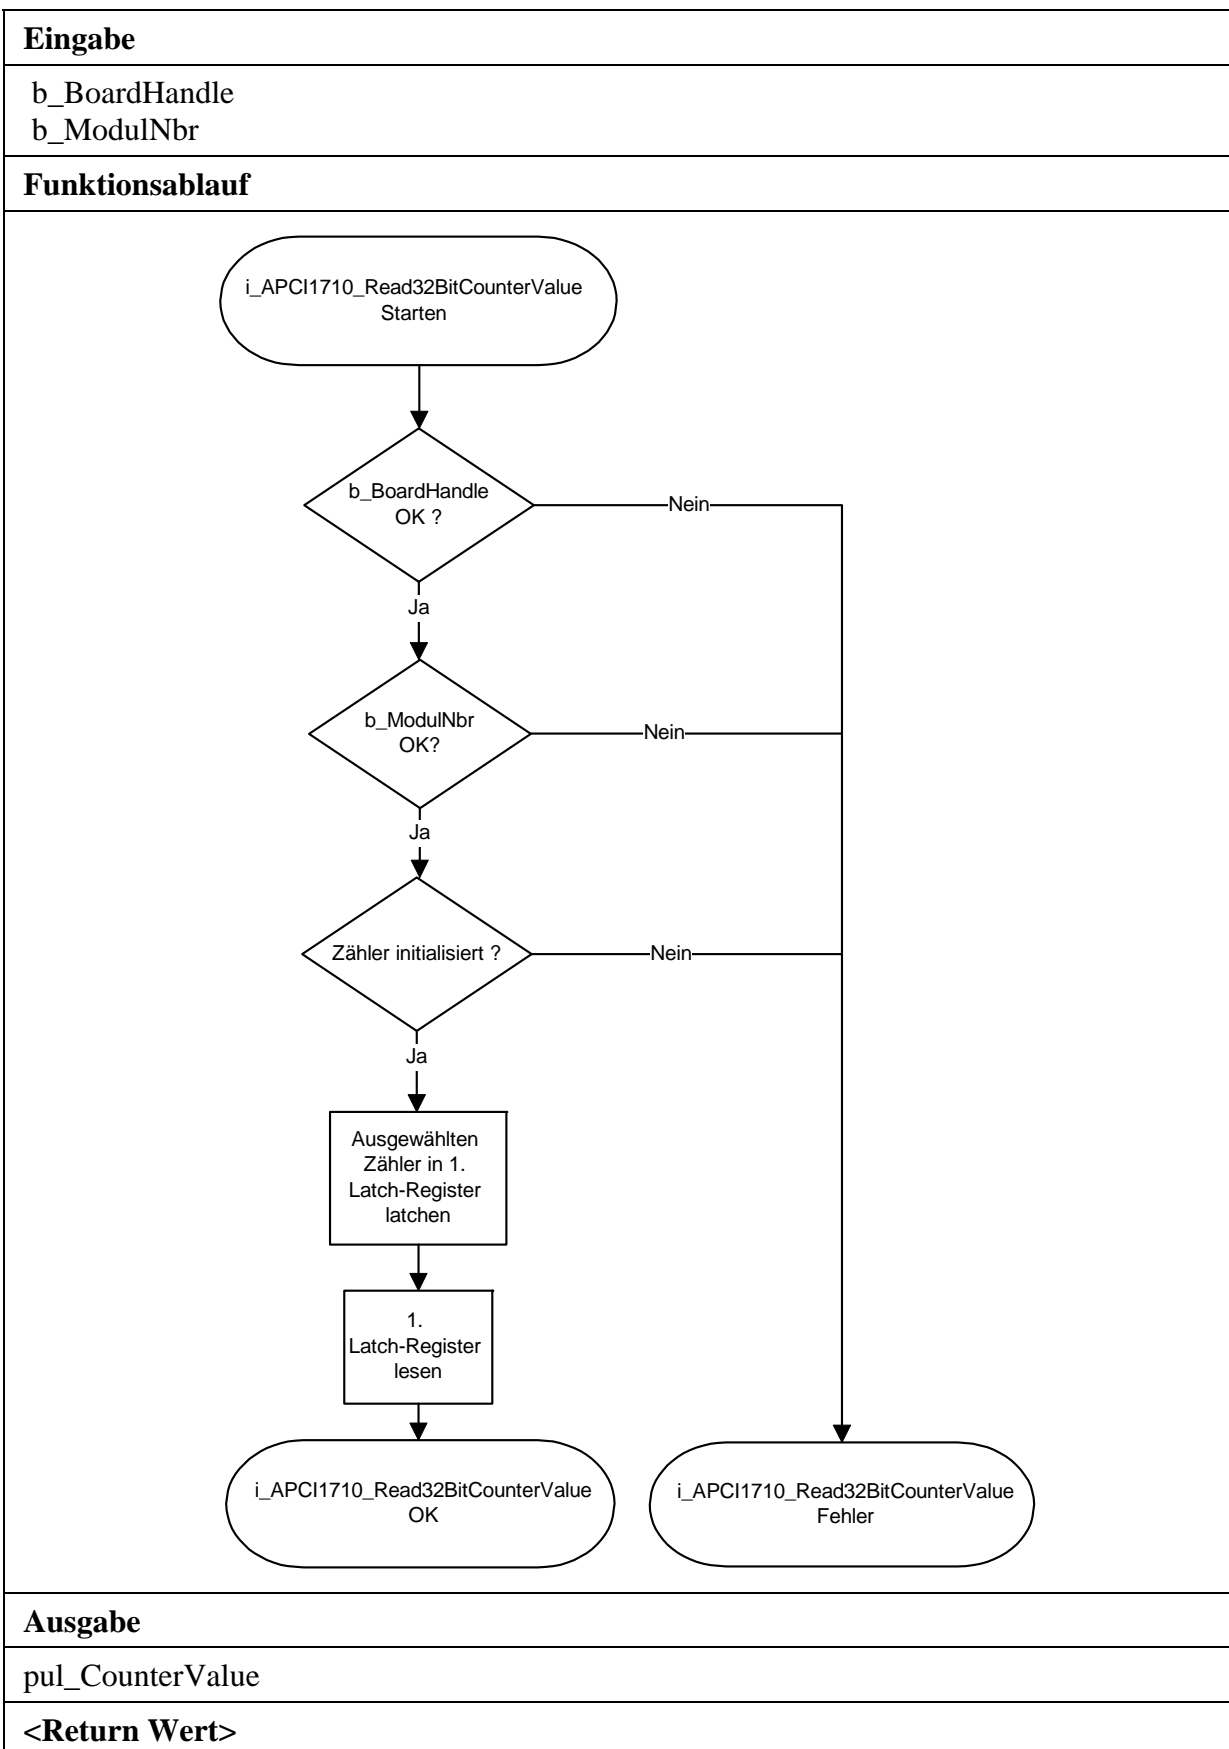 Eingabe
b_BoardHandle
b_ModulNbr
Funktionsablauf
i_APCI1710_Read32BitCounterValue
Starten
b_BoardHandle
OK ?
Nein
Ja
b_ModulNbr
OK?
Nein
Ja
Zähler initialisiert ?
Nein
Ja
Ausgewählten
Zähler in 1.
Latch-Register
latchen
1.
Latch-Register
lesen
i_APCI1710_Read32BitCounterValue
OK
i_APCI1710_Read32BitCounterValue
Fehler
Ausgabe
pul_CounterValue
<Return Wert>